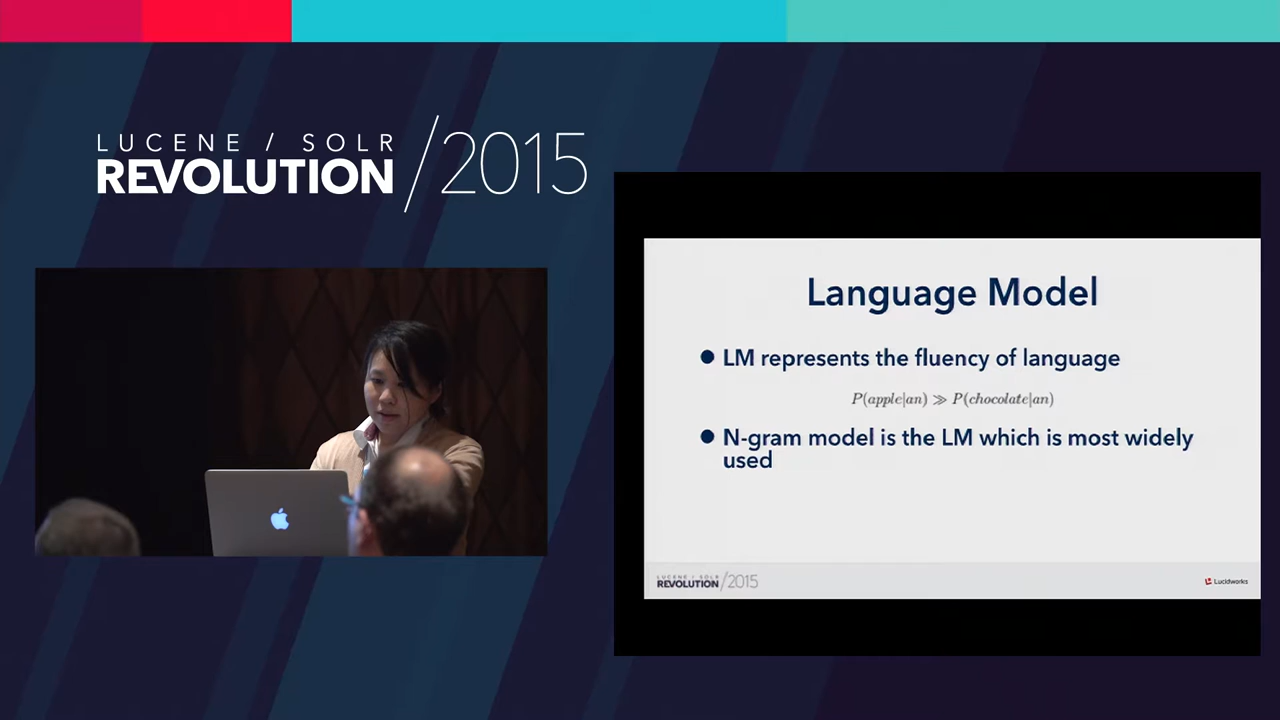 LUCENE / SOLR
REVOLUTION /2015
Language Model
● LM represents the fluency of language
P(apple|an) ≫ P(chocolate|an)
● N-gram model is the LM which is most widely
used
LUCENE / SOLR
REVOLUTION /2015
Lucidworks